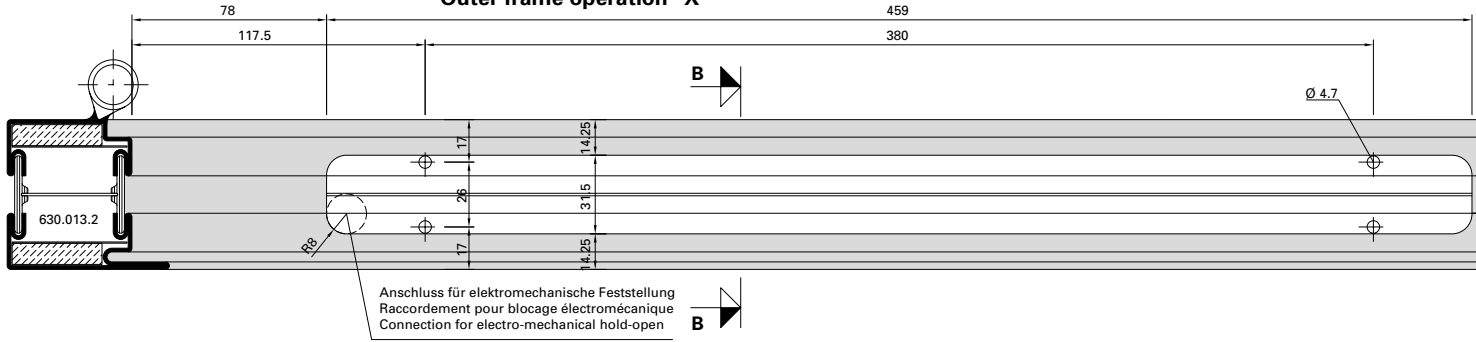 Outer frame operation "X"
78
459
117.5
380
B
Ø 4.7
17
14.25
26
31.5
630.013.2
R8
17
14.25
Anschluss für elektromechanische Feststellung
Raccordement pour blocage électromécanique
Connection for electro-mechanical hold-open
B